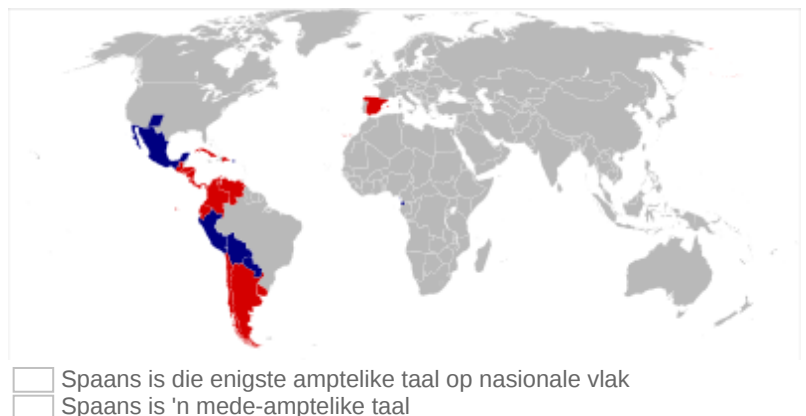 Spaans is die enigste amptelike taal op nasionale vlak
Spaans is 'n mede-amptelike taal